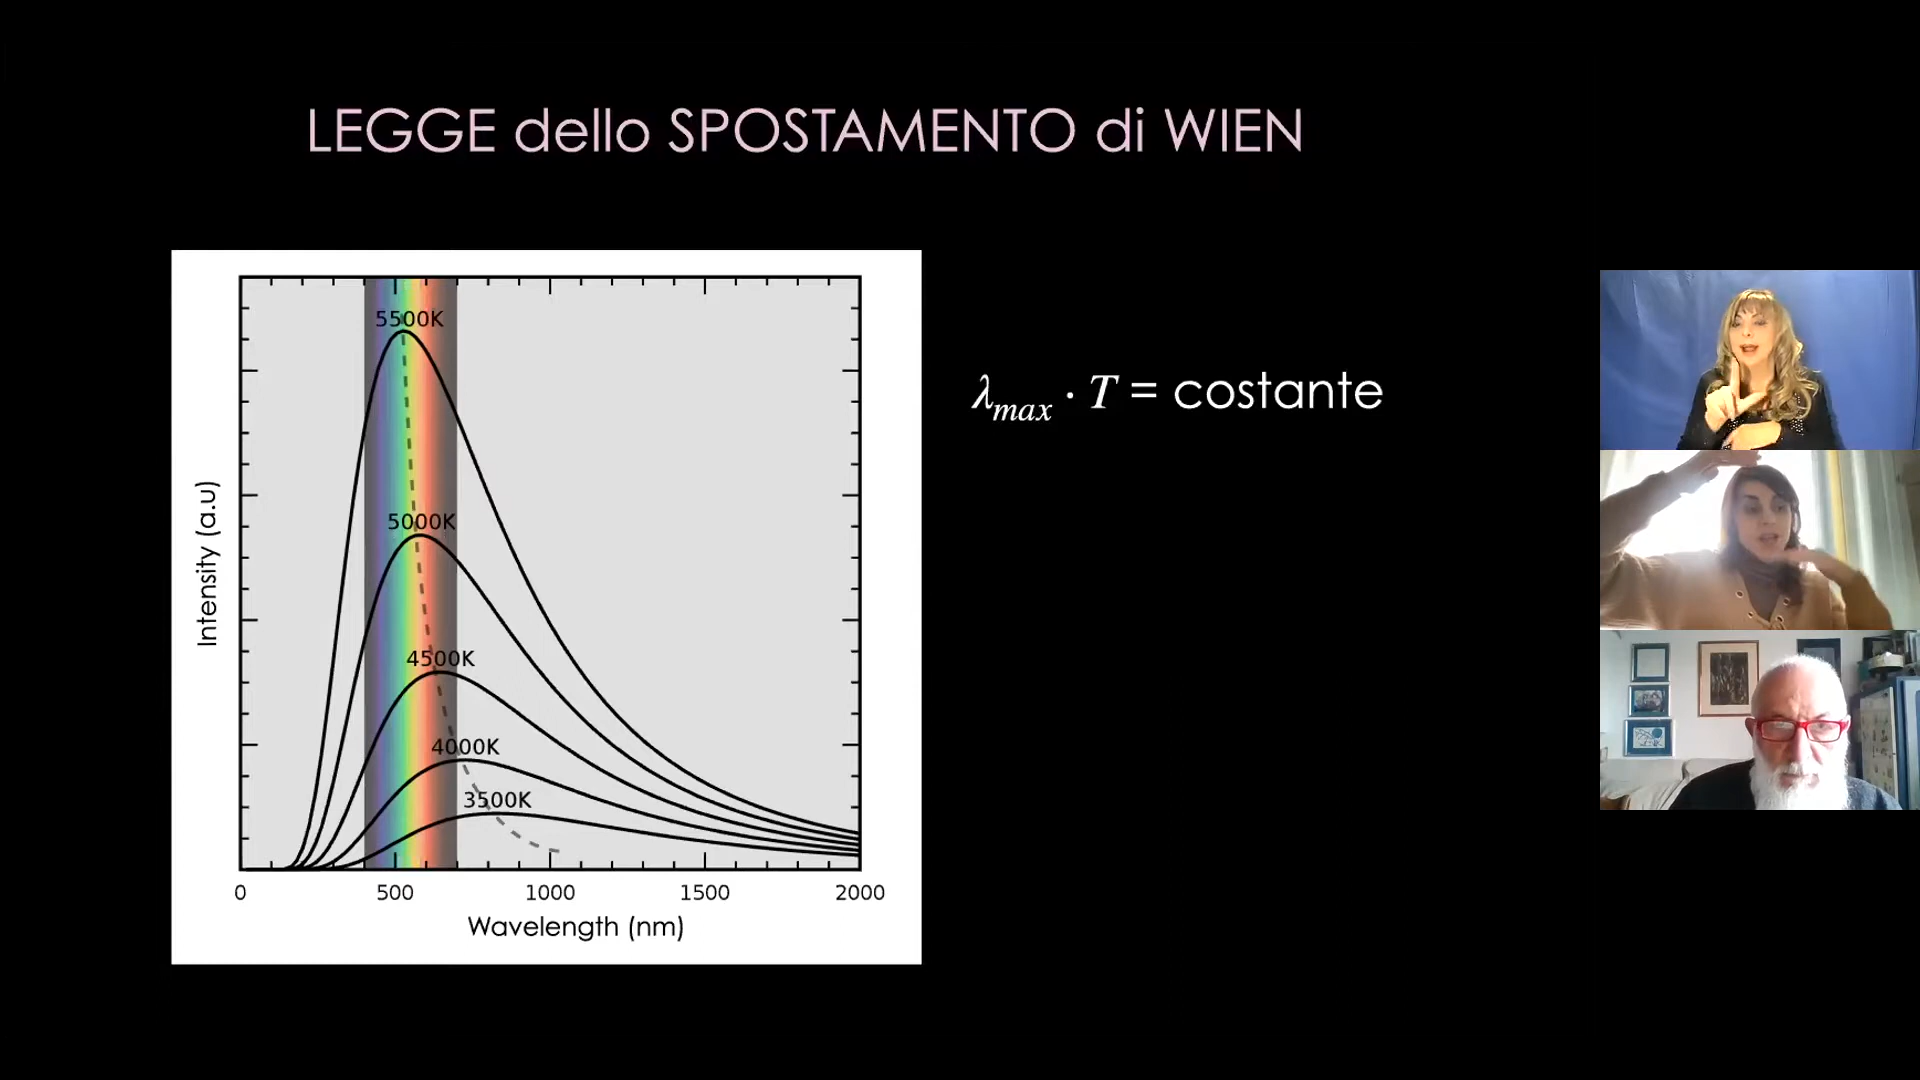 LEGGE dello SPOSTAMENTO di WIEN
λmax · T = costante
5500K
5000K
4500K
4000K
3500K
Intensity (a.u)
0 500 1000 1500 2000
Wavelength (nm)